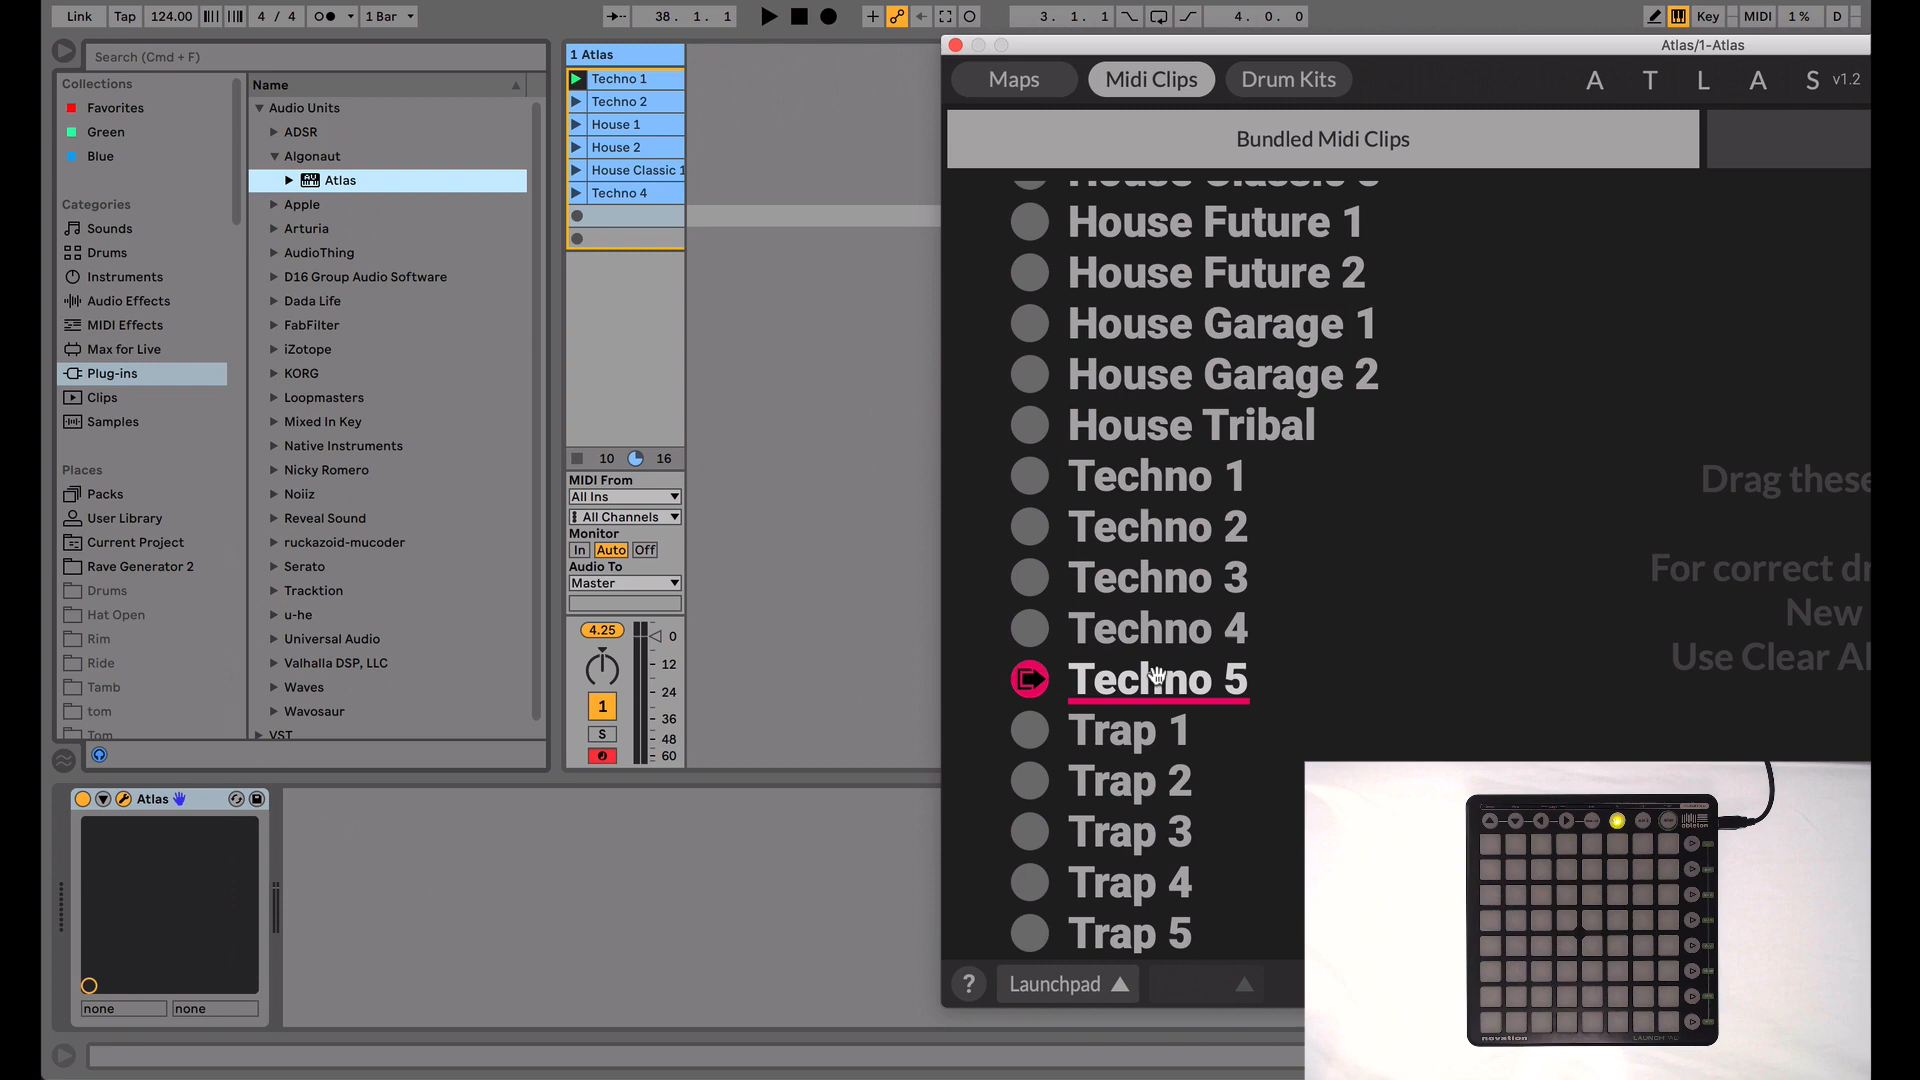 Link Tap 124.00 4 / 4 1 Bar 38. 1. 1 3. 1. 1 4. 0. 0 Key MIDI 1 % D
Search (Cmd + F)
Collections
Favorites
Green
Blue
Categories
Sounds
Drums
Instruments
Audio Effects
MIDI Effects
Max for Live
Plug-ins
Clips
Samples
Places
Packs
User Library
Current Project
Rave Generator 2
Drums
Hat Open
Rim
Ride
Tamb
tom
Tom
Name
Audio Units
ADSR
Algonaut
Atlas
Apple
Arturia
AudioThing
D16 Group Audio Software
Dada Life
FabFilter
iZotope
KORG
Loopmasters
Mixed In Key
Native Instruments
Nicky Romero
Noiiz
Reveal Sound
ruckazoid-mucoder
Serato
Tracktion
u-he
Universal Audio
Valhalla DSP, LLC
Waves
Wavosaur
VST
1 Atlas
Techno 1
Techno 2
House 1
House 2
House Classic 1
Techno 4
10 16
MIDI From
All Ins
All Channels
Monitor
In Auto Off
Audio To
Master
4.25
0
12
24
36
48
60
1
S
Atlas/1-Atlas
Maps Midi Clips Drum Kits A T L A S v1.2
Bundled Midi Clips
House Classic 3
House Future 1
House Future 2
House Garage 1
House Garage 2
House Tribal
Techno 1
Techno 2
Techno 3
Techno 4
Techno 5
Trap 1
Trap 2
Trap 3
Trap 4
Trap 5
Drag these
For correct dr
New
Use Clear Al
? Launchpad
Atlas
none none
ableton
novation LAUNCHPAD